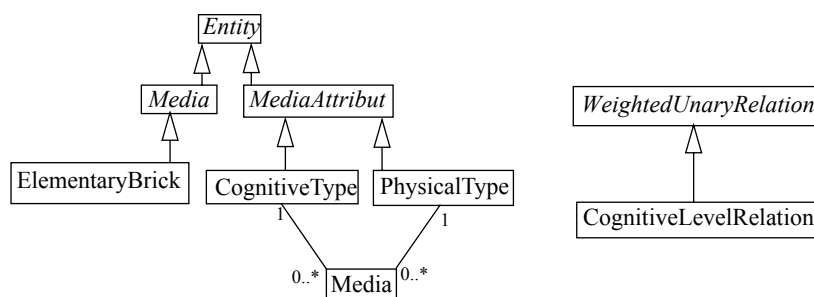 Entity
Media
MediaAttribut
WeightedUnaryRelation
ElementaryBrick
CognitiveType
PhysicalType
CognitiveLevelRelation
1
1
0..*
Media
0..*